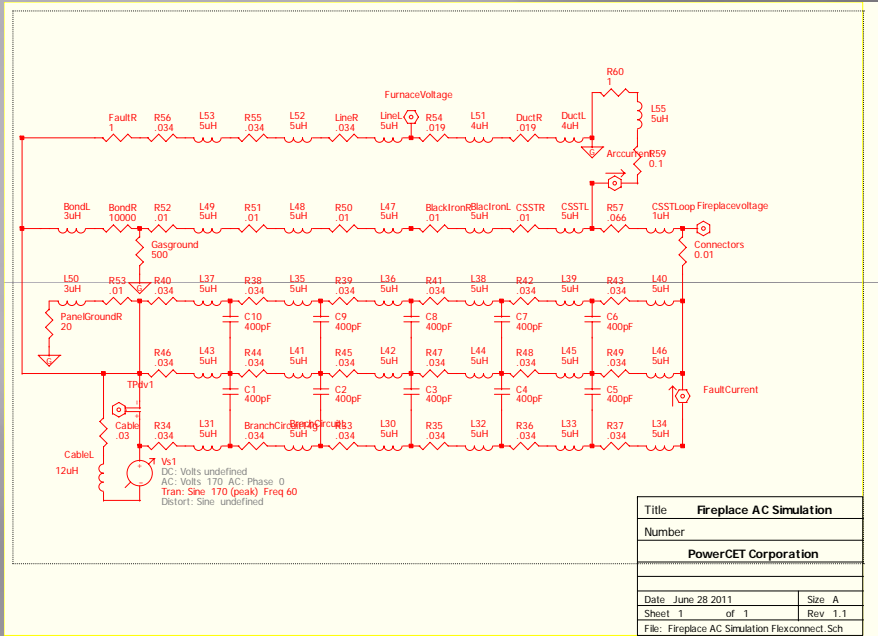 R60
1
FurnaceVoltage
L55
5uH
FaultR
1
R56
.034
L53
5uH
R55
.034
L52
5uH
LineR
.034
LineL
5uH
R54
.019
L51
4uH
DuctR
.019
DuctL
4uH
G
Arccurrent
R59
0.1
BondL
3uH
BondR
10000
R52
.01
L49
5uH
R51
.01
L48
5uH
R50
.01
L47
5uH
BlackIronR
.01
BlacIronL
5uH
CSSTR
.01
CSSTL
5uH
R57
.066
CSSTLoop
1uH
Fireplacevoltage
Gasground
500
Connectors
0.01
G
L50
3uH
R53
.01
R40
.034
L37
5uH
R38
.034
L35
5uH
R39
.034
L36
5uH
R41
.034
L38
5uH
R42
.034
L39
5uH
R43
.034
L40
5uH
PanelGroundR
20
G
C10
400pF
C9
400pF
C8
400pF
C7
400pF
C6
400pF
R46
.034
L43
5uH
R44
.034
L41
5uH
R45
.034
L42
5uH
R47
.034
L44
5uH
R48
.034
L45
5uH
R49
.034
L46
5uH
TPdv1
C1
400pF
C2
400pF
C3
400pF
C4
400pF
C5
400pF
FaultCurrent
Cable
.03
R34
.034
L31
5uH
.034
5uH
.034
L30
5uH
R35
.034
L32
5uH
R36
.034
L33
5uH
R37
.034
L34
5uH
CableL
12uH
Vs1
DC: Volts undefined
AC: Volts 170 AC: Phase 0
Tran: Sine 170 (peak) Freq 60
Distort: Sine undefined
Title Fireplace AC Simulation
Number
PowerCET Corporation
Date June 28 2011 Size A
Sheet 1 of 1 Rev 1.1
File: Fireplace AC Simulation Flexconnect.Sch